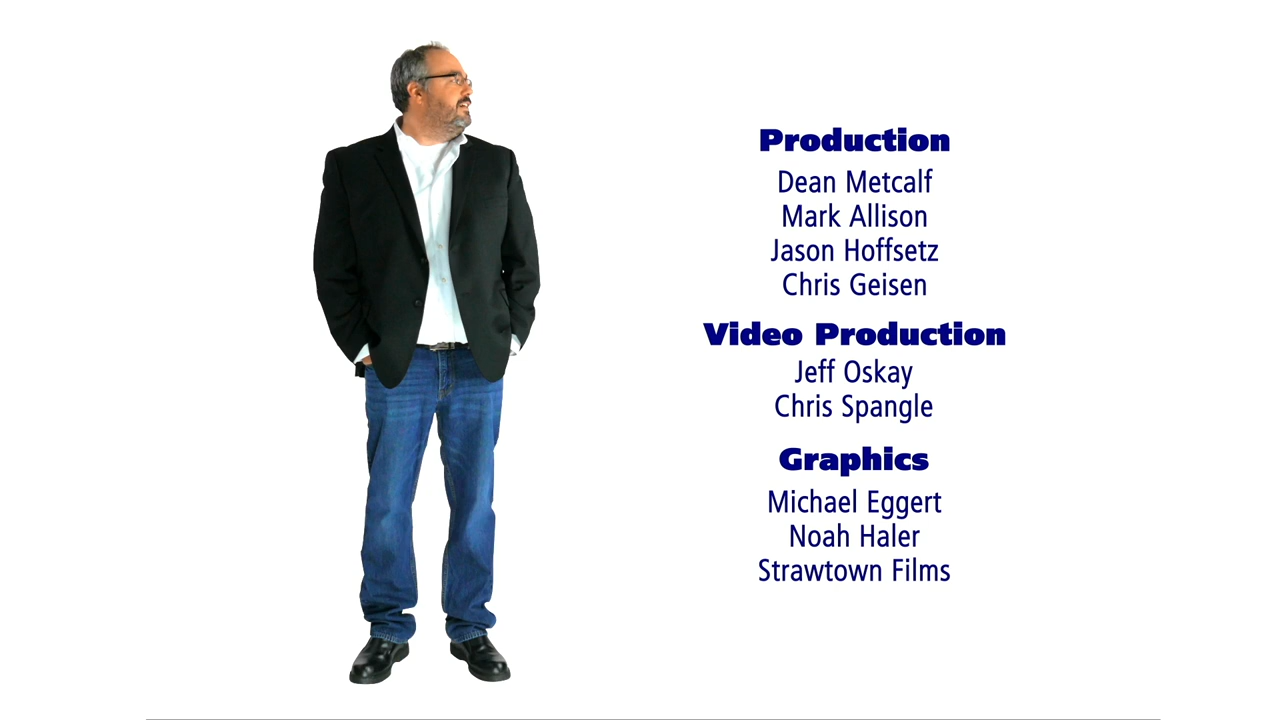 Production
Dean Metcalf
Mark Allison
Jason Hoffsetz
Chris Geisen
Video Production
Jeff Oskay
Chris Spangle
Graphics
Michael Eggert
Noah Haler
Strawtown Films